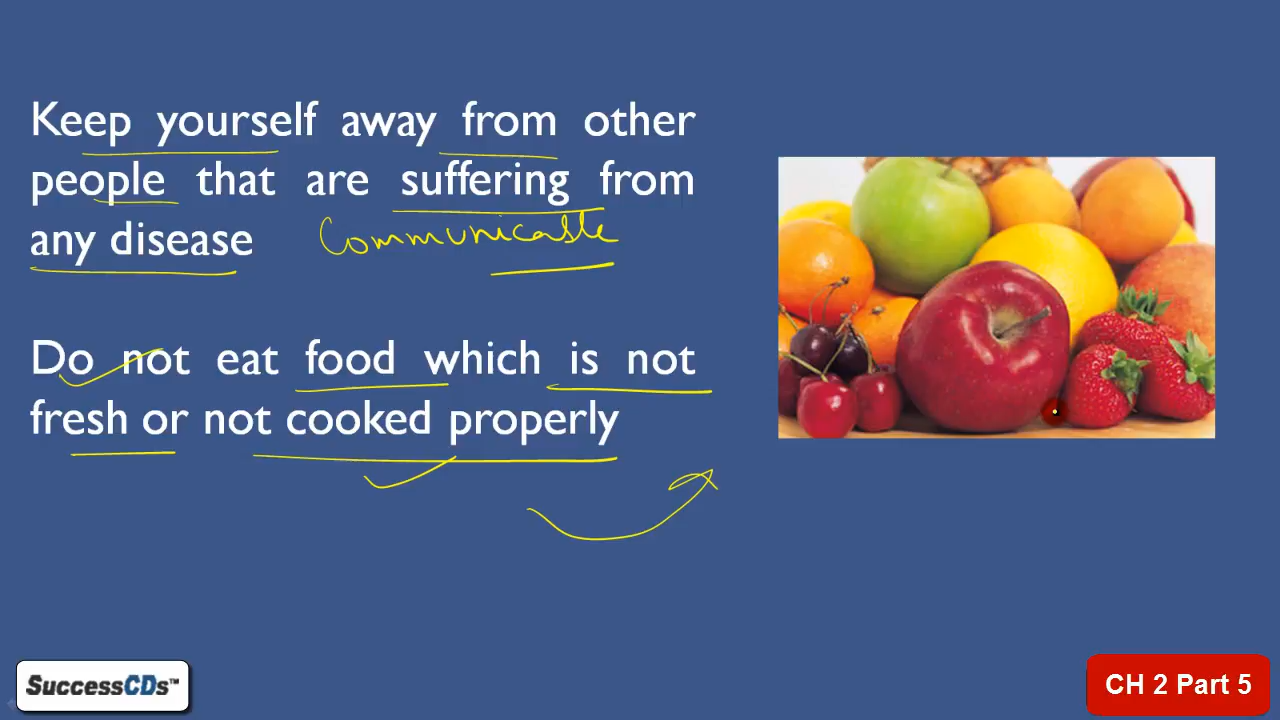 Keep yourself away from other
people that are suffering from
any disease
Communicable
Do not eat food which is not
fresh or not cooked properly
SuccessCDs™
CH 2 Part 5